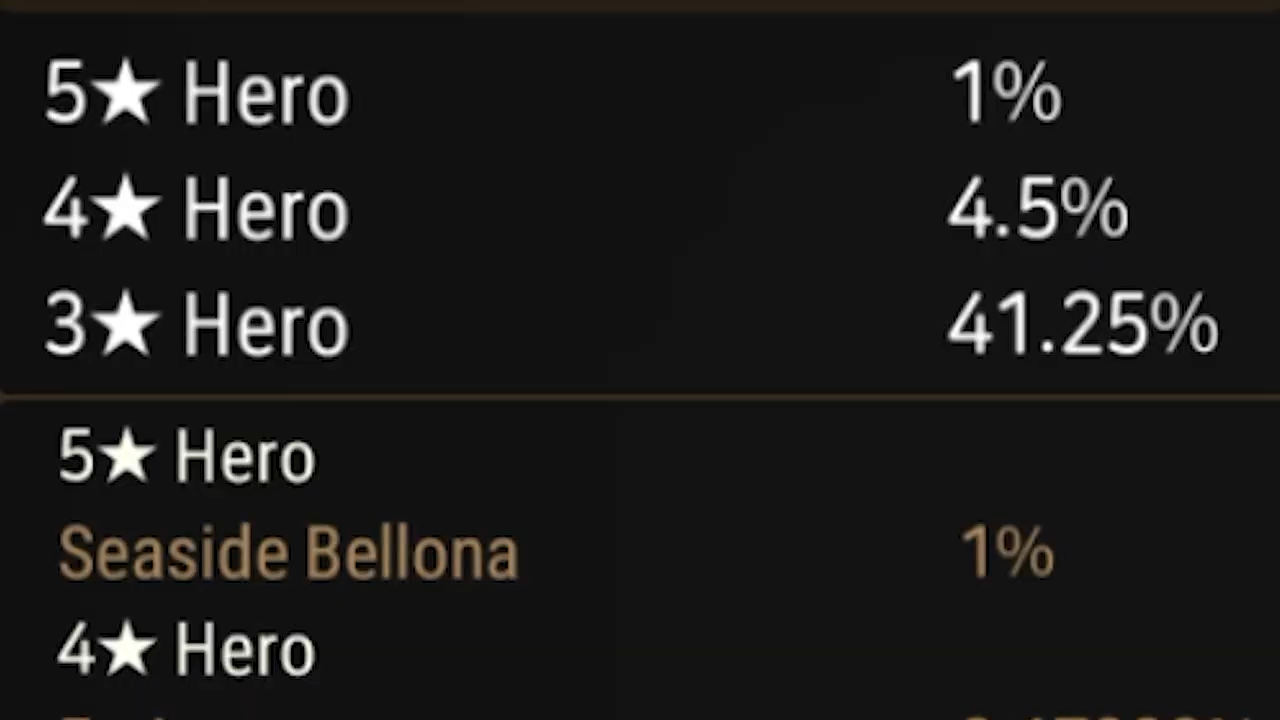 5★ Hero 1%
4★ Hero 4.5%
3★ Hero 41.25%
5★ Hero
Seaside Bellona 1%
4★ Hero